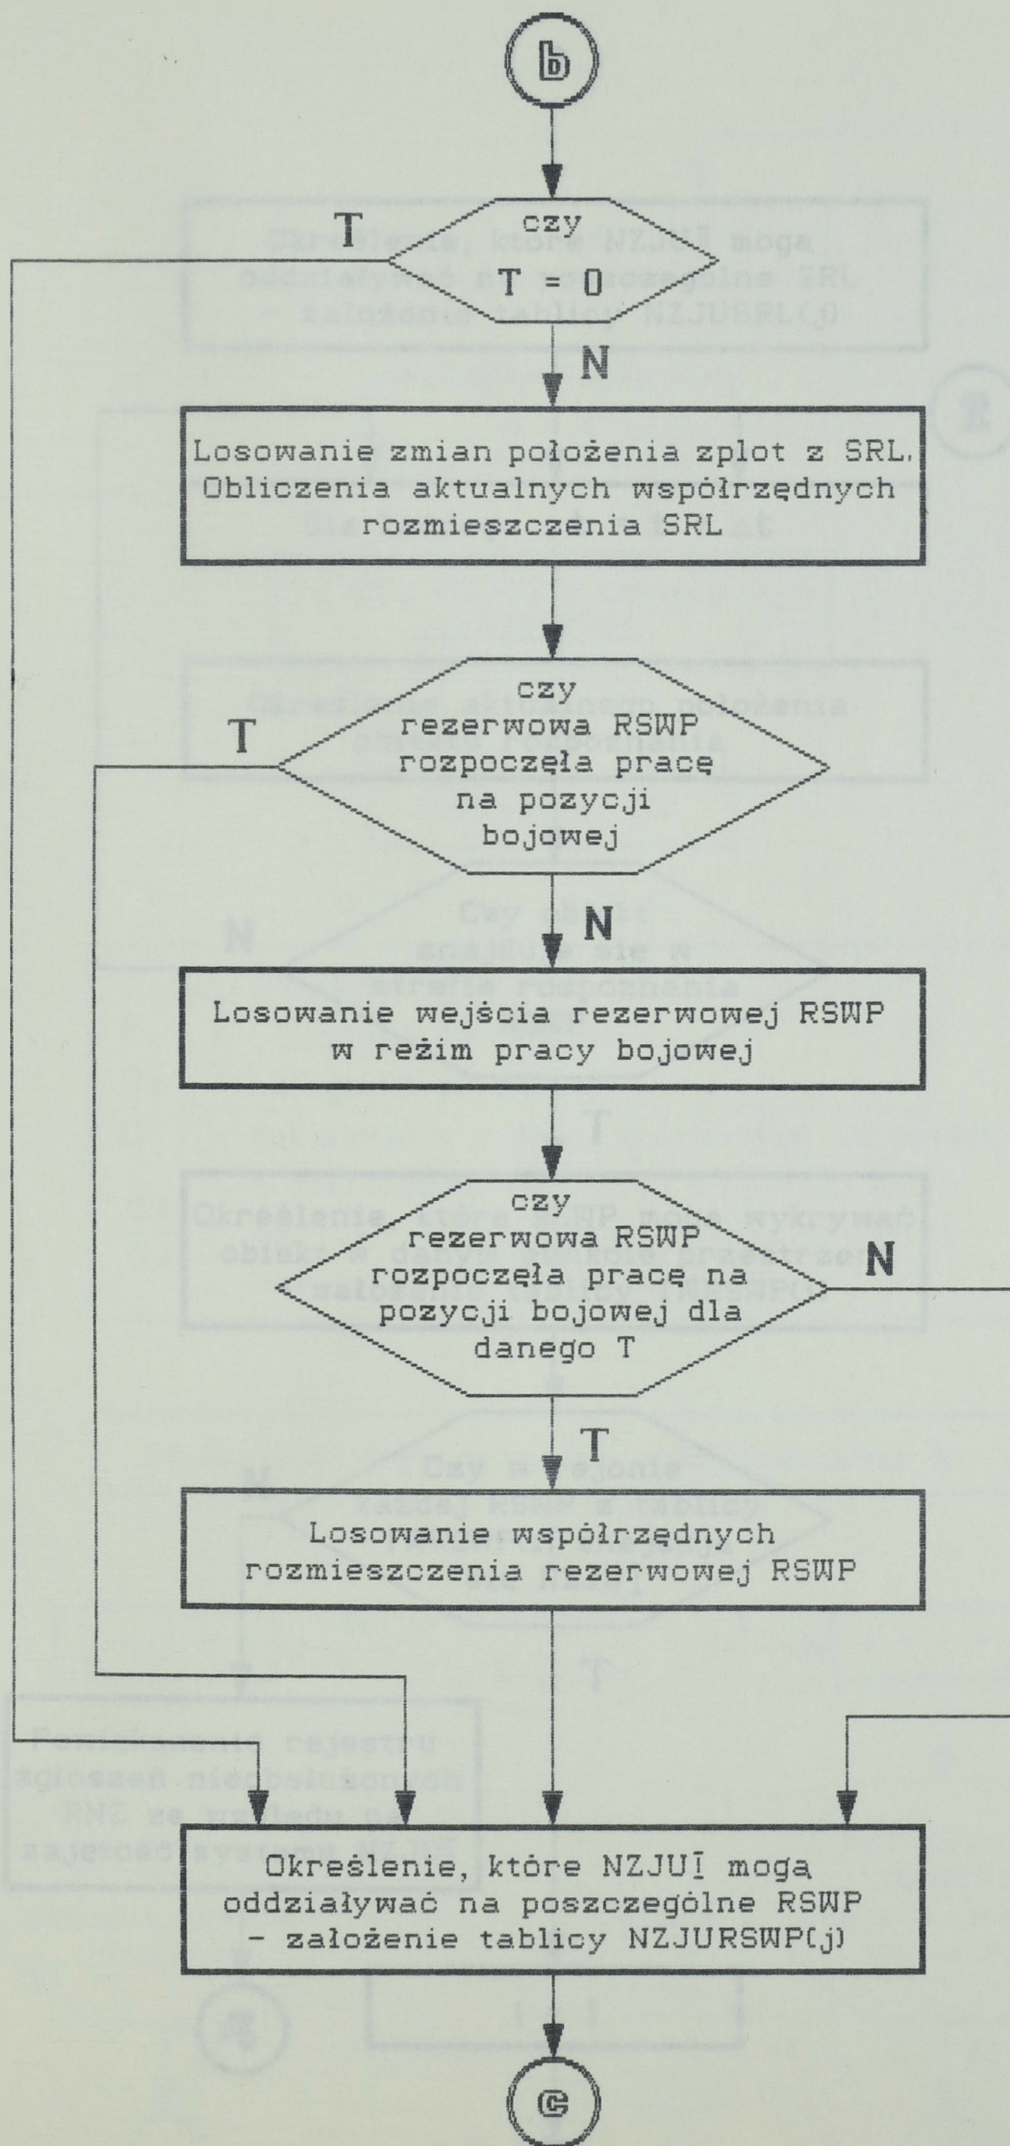 b
czy
T = 0
T
N
Losowanie zmian położenia zplot z SRL.
Obliczenia aktualnych współrzędnych
rozmieszczenia SRL
czy
rezerwowa RSWP
rozpoczęła pracę
na pozycji
bojowej
T
N
Losowanie wejścia rezerwowej RSWP
w reżim pracy bojowej
czy
rezerwowa RSWP
rozpoczęła pracę na
pozycji bojowej dla
danego T
N
T
Losowanie współrzędnych
rozmieszczenia rezerwowej RSWP
Określenie, które NZJUI mogą
oddziaływać na poszczególne RSWP
- założenie tablicy NZJURSWP(j)
c